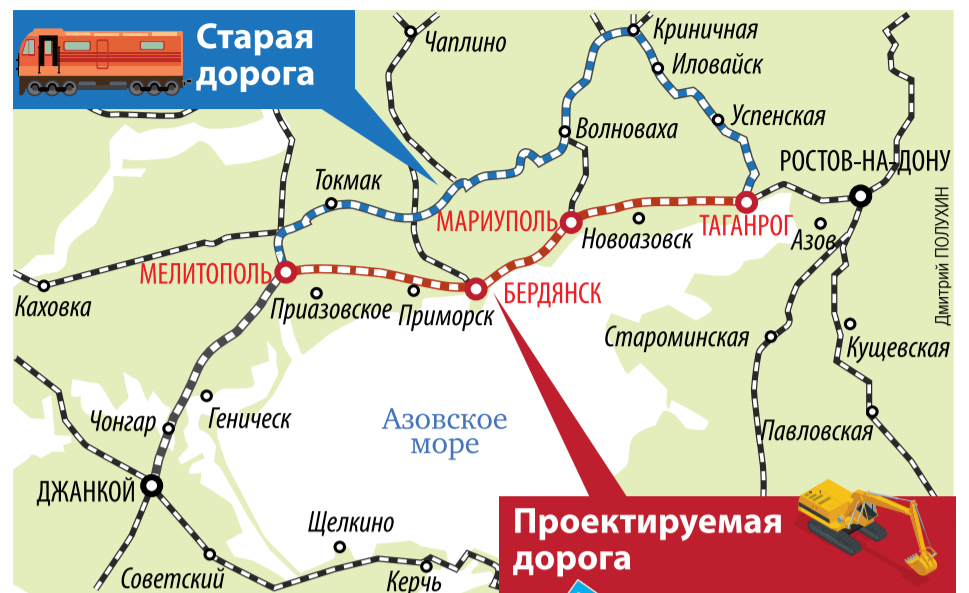 Старая
дорога
Чаплино
Криничная
Иловайск
Успенская
Волноваха
РОСТОВ-НА-ДОНУ
Токмак
МАРИУПОЛЬ
Новоазовск
ТАГАНРОГ
Азов
МЕЛИТОПОЛЬ
Каховка
Приазовское
Приморск
БЕРДЯНСК
Староминская
Кущевская
Дмитрий ПОЛУХИН
Чонгар
Геническ
Азовское
море
Павловская
ДЖАНКОЙ
Щелкино
Советский
Керчь
Проектируемая
дорога